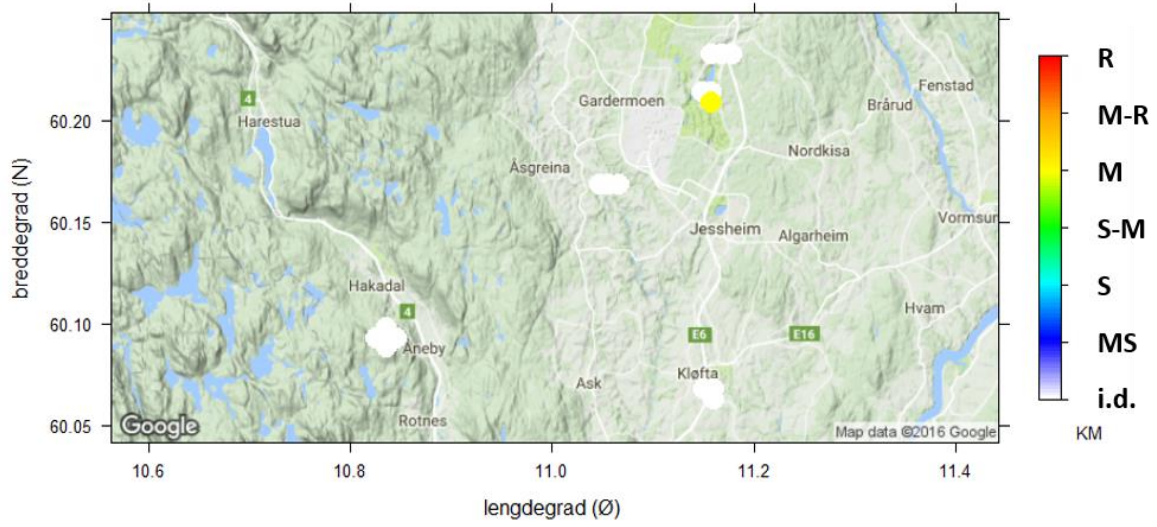 4
Harestua
Gardermoen
Fenstad
Brårud
Nordkisa
Åsgreina
Vormsun
Jessheim
Algarheim
Hakadal
4
Hvam
Åneby
E6
E16
Kløfta
Ask
Rotnes
Google
Map data ©2016 Google
60.20
60.15
60.10
60.05
breddegrad (N)
10.6
10.8
11.0
11.2
11.4
lengdegrad (Ø)
R
M-R
M
S-M
S
MS
i.d.
KM